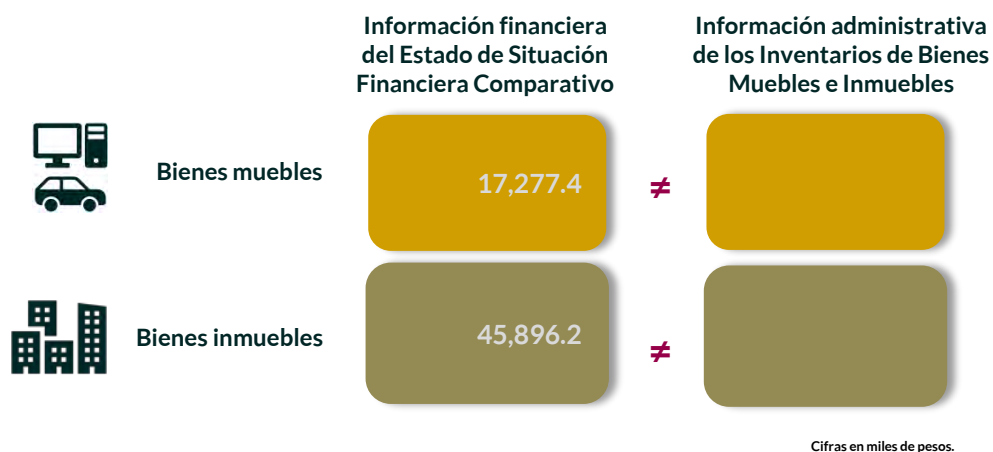 Información financiera
del Estado de Situación
Financiera Comparativo
Información administrativa
de los Inventarios de Bienes
Muebles e Inmuebles
Bienes muebles
17,277.4
≠
Bienes inmuebles
45,896.2
≠
Cifras en miles de pesos.